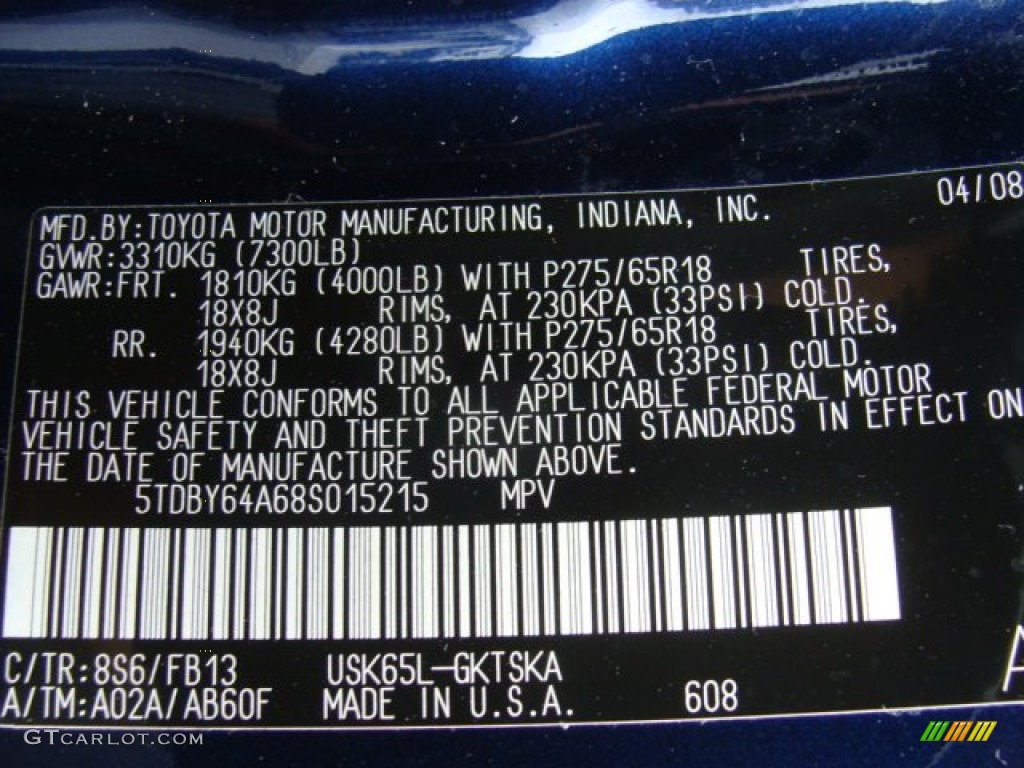 04/08
MFD.BY:TOYOTA MOTOR MANUFACTURING, INDIANA, INC.
GVWR:3310KG (7300LB)
GAWR:FRT. 1810KG (4000LB) WITH P275/65R18 TIRES,
18X8J RIMS, AT 230KPA (33PSI) COLD.
RR. 1940KG (4280LB) WITH P275/65R18 TIRES,
18X8J RIMS, AT 230KPA (33PSI) COLD.
THIS VEHICLE CONFORMS TO ALL APPLICABLE FEDERAL MOTOR
VEHICLE SAFETY AND THEFT PREVENTION STANDARDS IN EFFECT ON
THE DATE OF MANUFACTURE SHOWN ABOVE.
5TDBY64A68S015215 MPV
C/TR:8S6/FB13 USK65L-GKTSKA
A/TM:A02A/AB60F MADE IN U.S.A. 608
GTCARLOT.COM